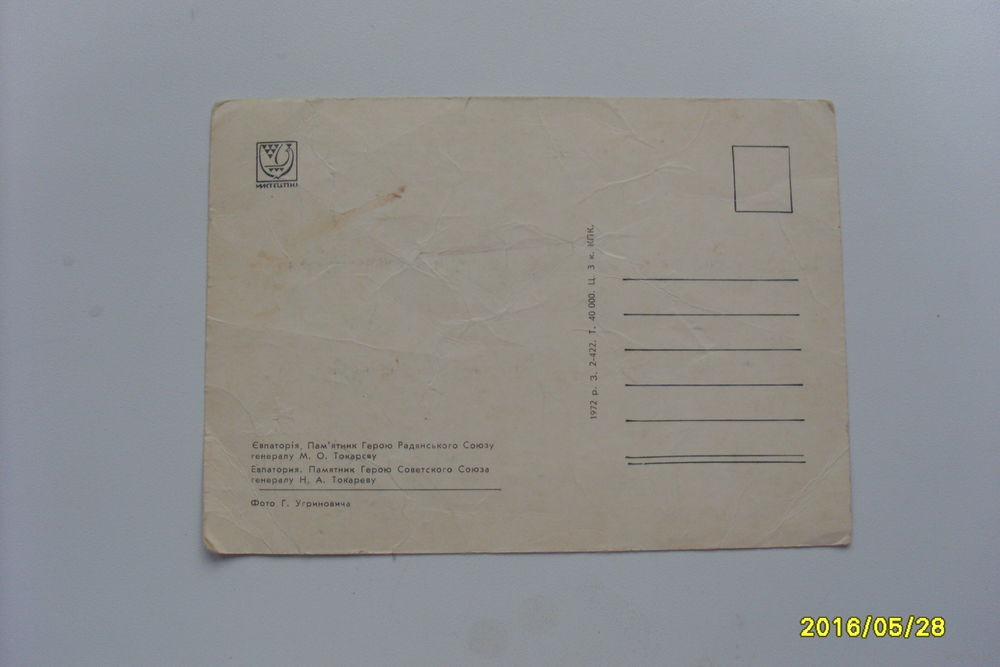 МИСТЕЦТВО
Євпаторія. Пам'ятник Герою Радянського Союзу
генералу М. О. Токарєву
Евпатория. Памятник Герою Советского Союза
генералу Н. А. Токареву
Фото Г. Угриновича
1972 р. З. 2-422. Т. 40 000. Ц. 3 к. КПК.
2016/05/28